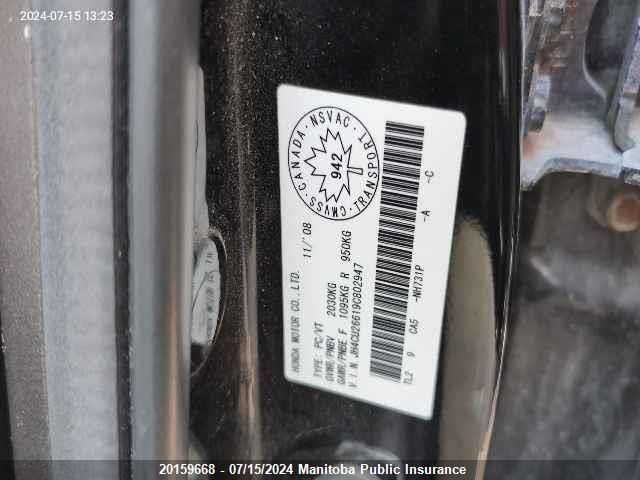 2024-07-15 13:23
CMVSS · CANADA · NSVAC · TRANSPORT ·
942
HONDA MOTOR CO., LTD. 11/'08
TYPE PC/VT
GVWR/PNBV 2030KG
GAWR/PNBE F 1095KG R 950KG
V.I.N. JH4CU26619C802947
TL2 9 CA5 -NH731P -A -C
20159668 - 07/15/2024 Manitoba Public Insurance